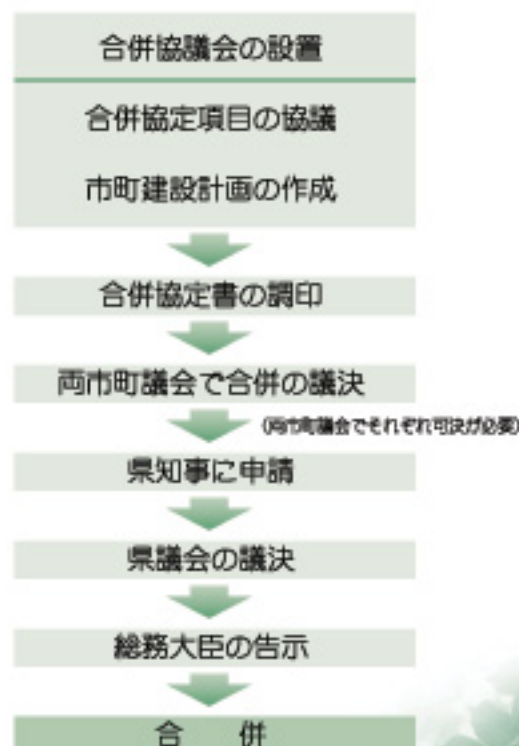 合併協議会の設置
合併協定項目の協議
市町建設計画の作成
合併協定書の調印
両市町議会で合併の議決
(両市町議会でそれぞれ可決が必要)
県知事に申請
県議会の議決
総務大臣の告示
合　併